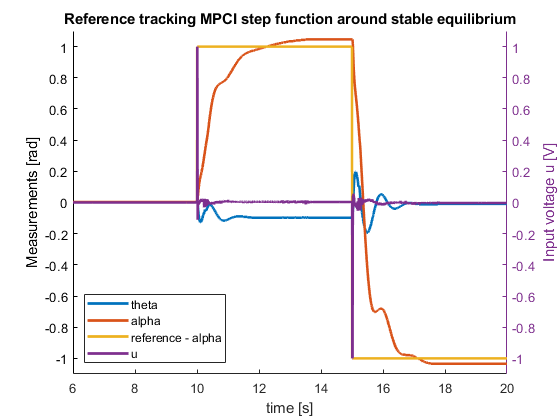 Reference tracking MPCI step function around stable equilibrium
1
0.8
0.6
0.4
0.2
0
-0.2
-0.4
-0.6
-0.8
-1
Measurements [rad]
1
0.8
0.6
0.4
0.2
0
-0.2
-0.4
-0.6
-0.8
-1
Input voltage u [V]
theta
alpha
reference - alpha
u
6 8 10 12 14 16 18 20
time [s]